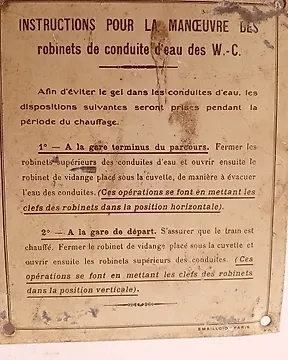 INSTRUCTIONS POUR LA MANŒUVRE DES
robinets de conduite d'eau des W.-C.
Afin d'éviter le gel dans les conduites d'eau, les
dispositions suivantes seront prises pendant la
période du chauffage.
1° — A la gare terminus du parcours. Fermer les
robinets supérieurs des conduites d'eau et ouvrir ensuite le
robinet de vidange placé sous la cuvette, de manière à évacuer
l'eau des conduites. (Ces opérations se font en mettant les
clefs des robinets dans la position horizontale).
2° — A la gare de départ. S'assurer que le train est
chauffé. Fermer le robinet de vidange placé sous la cuvette et
ouvrir ensuite les robinets supérieurs des conduites. (Ces
opérations se font en mettant les clefs des robinets
dans la position verticale).
EMAILLOID-PARIS